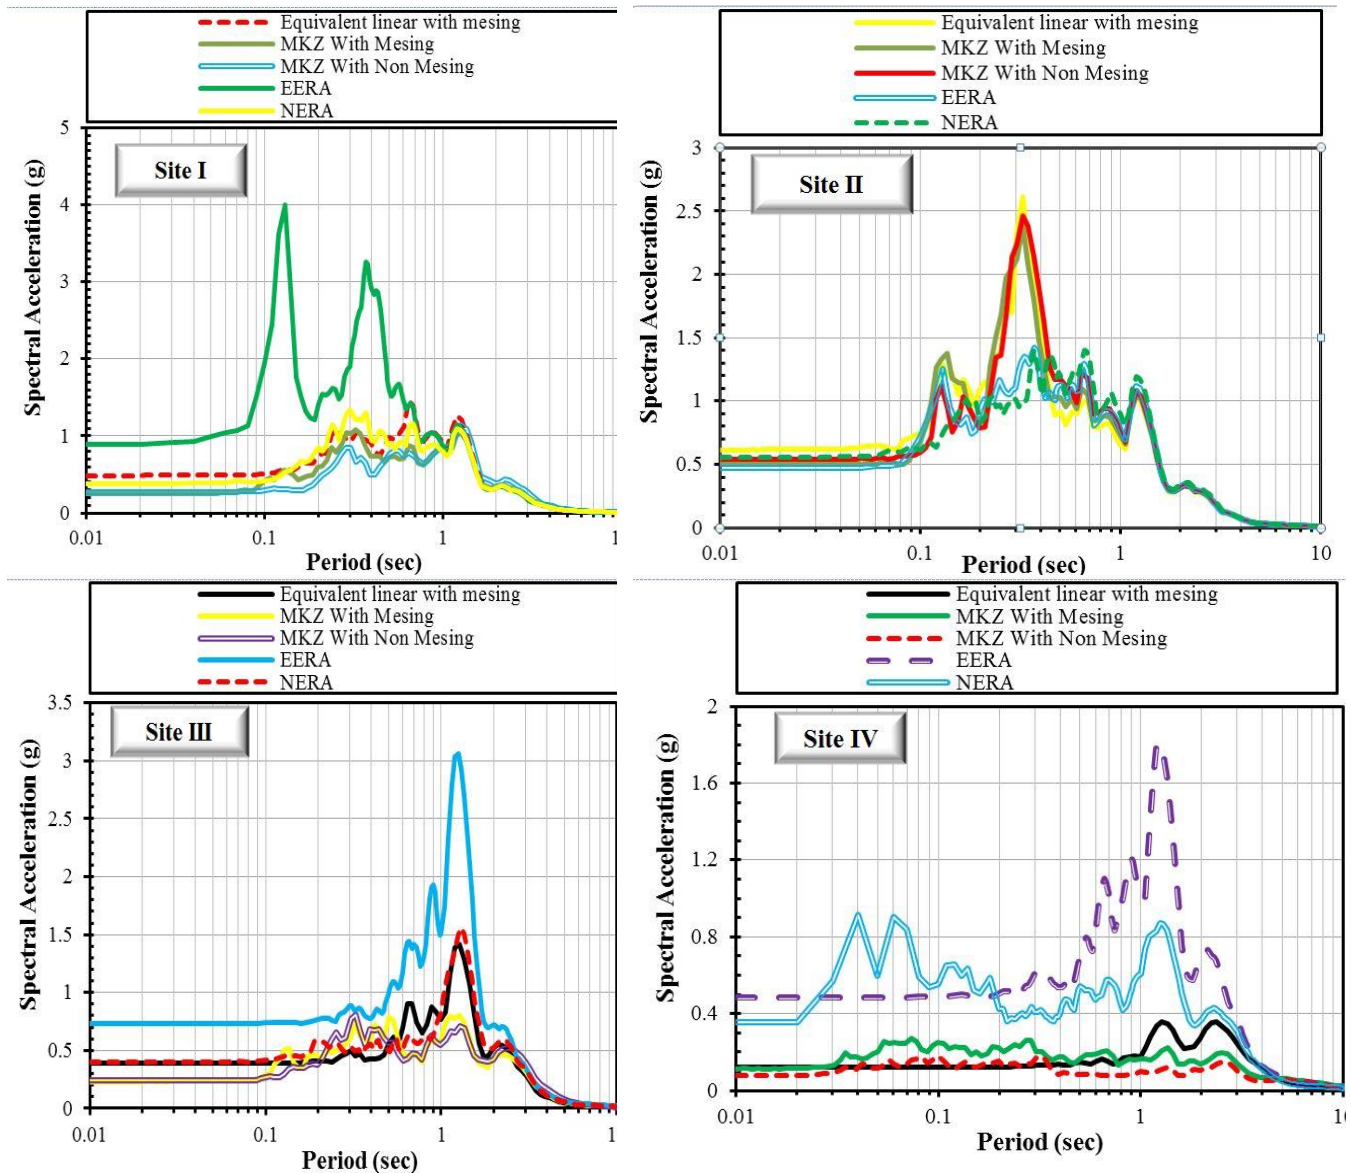 Equivalent linear with mesing
MKZ With Mesing
MKZ With Non Mesing
EERA
NERA
5
4
3
2
1
0
Spectral Acceleration (g)
Site I
0.01
0.1
1
Period (sec)
Equivalent linear with mesing
MKZ With Mesing
MKZ With Non Mesing
EERA
NERA
3
2.5
2
1.5
1
0.5
0
Spectral Acceleration (g)
Site II
0.01
0.1
1
10
Period (sec)
Equivalent linear with mesing
MKZ With Mesing
MKZ With Non Mesing
EERA
NERA
3.5
3
2.5
2
1.5
1
0.5
0
Spectral Acceleration (g)
Site III
0.01
0.1
1
1
Period (sec)
Equivalent linear with mesing
MKZ With Mesing
MKZ With Non Mesing
EERA
NERA
2
1.6
1.2
0.8
0.4
0
Spectral Acceleration (g)
Site IV
0.01
0.1
1
10
Period (sec)